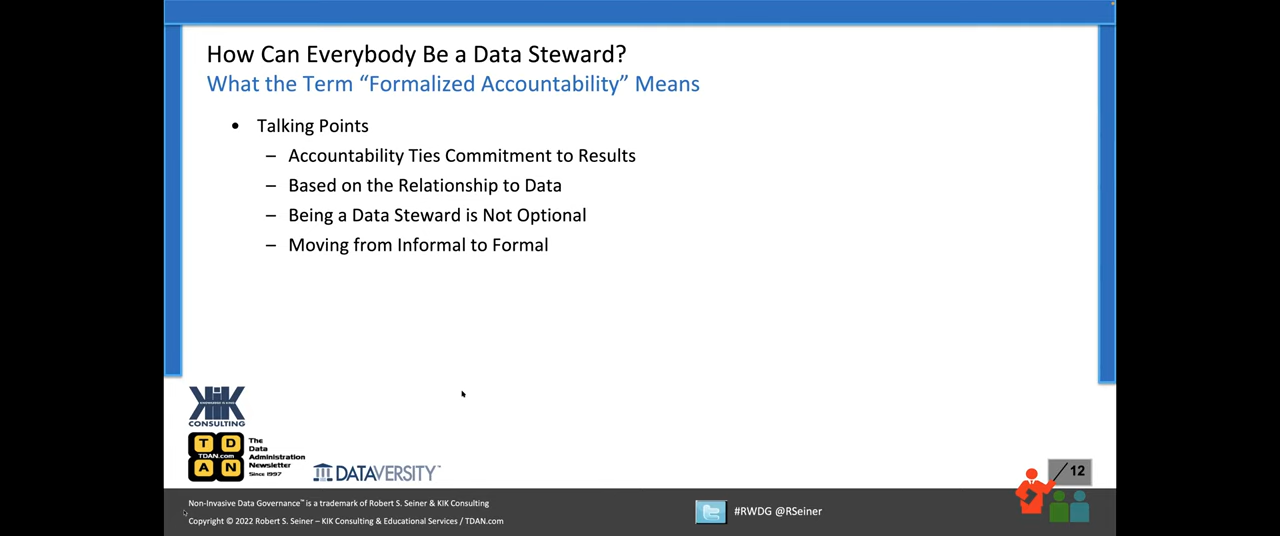 How Can Everybody Be a Data Steward?
What the Term “Formalized Accountability” Means
• Talking Points
– Accountability Ties Commitment to Results
– Based on the Relationship to Data
– Being a Data Steward is Not Optional
– Moving from Informal to Formal
KIK
CONSULTING
T D
TDAN.com
A N
The
Data
Administration
Newsletter
Since 1997
DATAVERSITY™
12
Non-Invasive Data Governance™ is a trademark of Robert S. Seiner & KIK Consulting
Copyright © 2022 Robert S. Seiner – KIK Consulting & Educational Services / TDAN.com
#RWDG @RSeiner